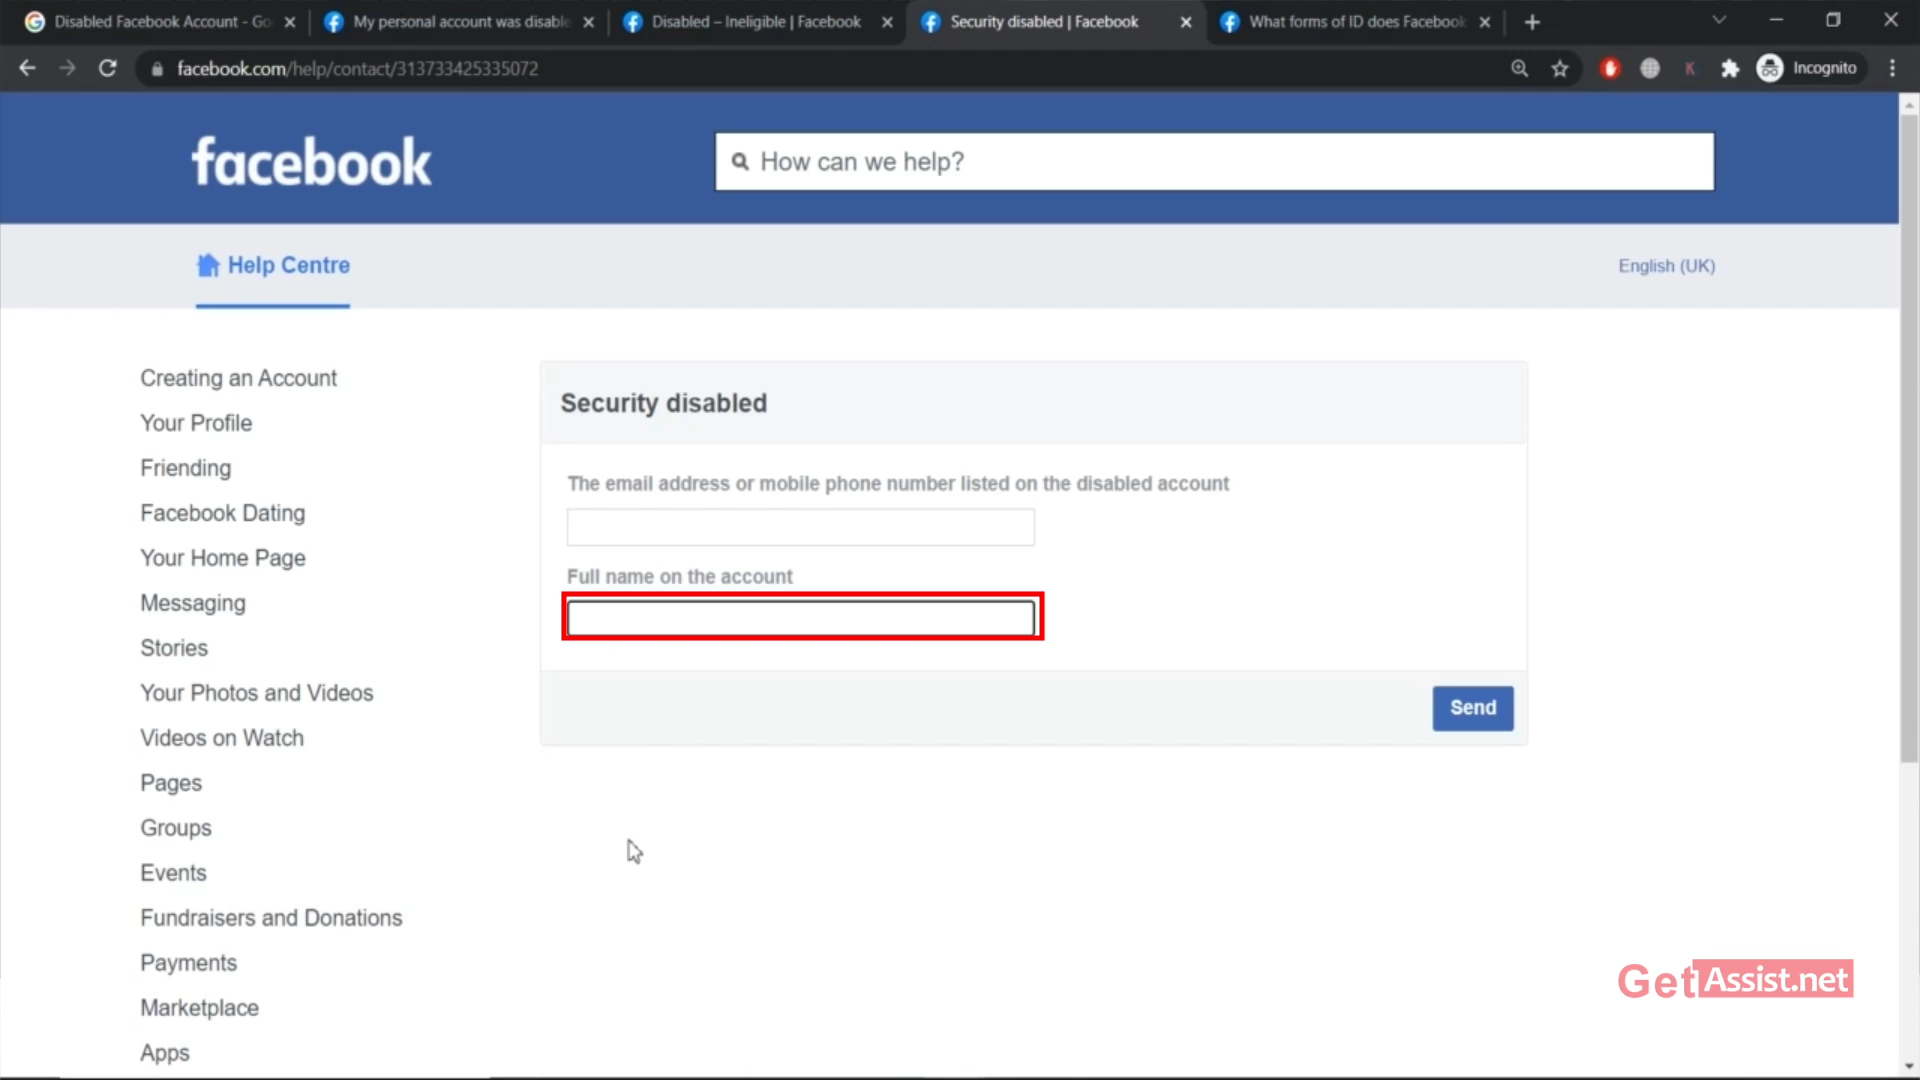 Disabled Facebook Account - Go
My personal account was disable
Disabled – Ineligible | Facebook
Security disabled | Facebook
What forms of ID does Facebook
facebook.com/help/contact/313733425335072
K
Incognito
facebook
How can we help?
Help Centre
English (UK)
Creating an Account
Your Profile
Friending
Facebook Dating
Your Home Page
Messaging
Stories
Your Photos and Videos
Videos on Watch
Pages
Groups
Events
Fundraisers and Donations
Payments
Marketplace
Apps
Security disabled
The email address or mobile phone number listed on the disabled account
Full name on the account
Send
GetAssist.net